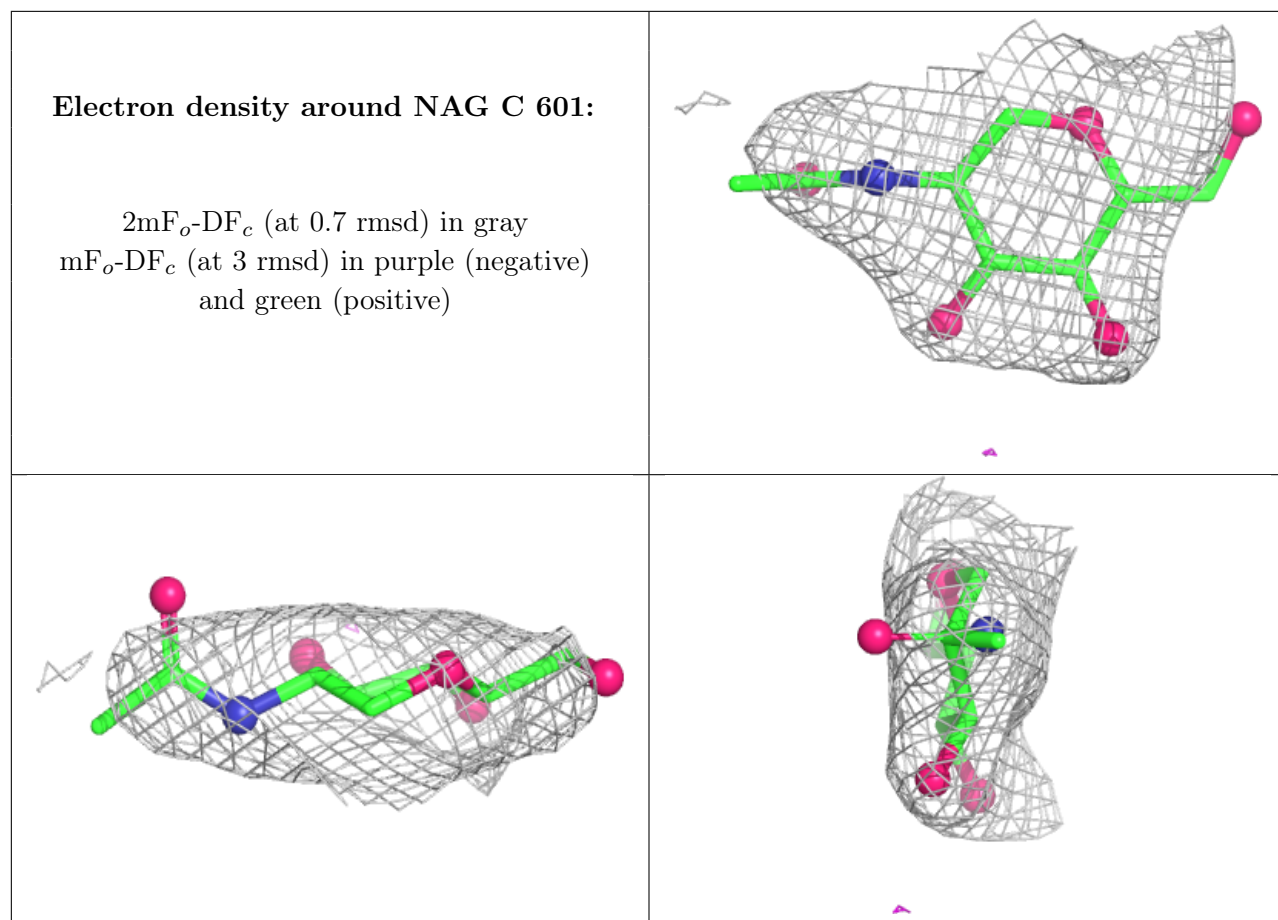 Electron density around NAG C 601:
2mFo-DFc (at 0.7 rmsd) in gray
mFo-DFc (at 3 rmsd) in purple (negative)
and green (positive)